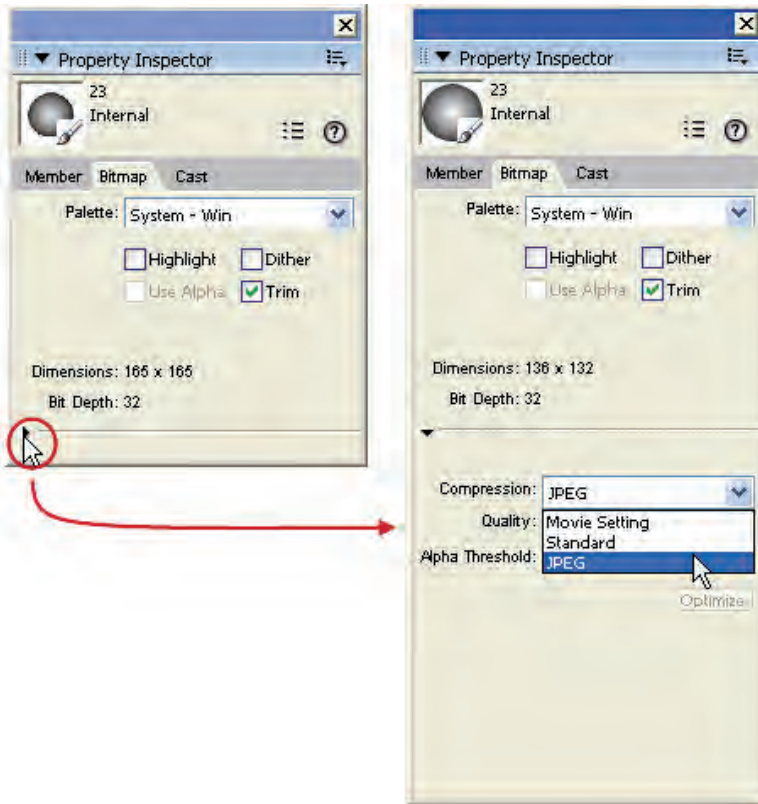 Property Inspector
23
Internal
Member Bitmap Cast
Palette: System - Win
Highlight Dither
Use Alpha Trim
Dimensions: 165 x 165
Bit Depth: 32
Property Inspector
23
Internal
Member Bitmap Cast
Palette: System - Win
Highlight Dither
Use Alpha Trim
Dimensions: 136 x 132
Bit Depth: 32
Compression: JPEG
Quality: Movie Setting
Standard
Alpha Threshold: JPEG
Optimize